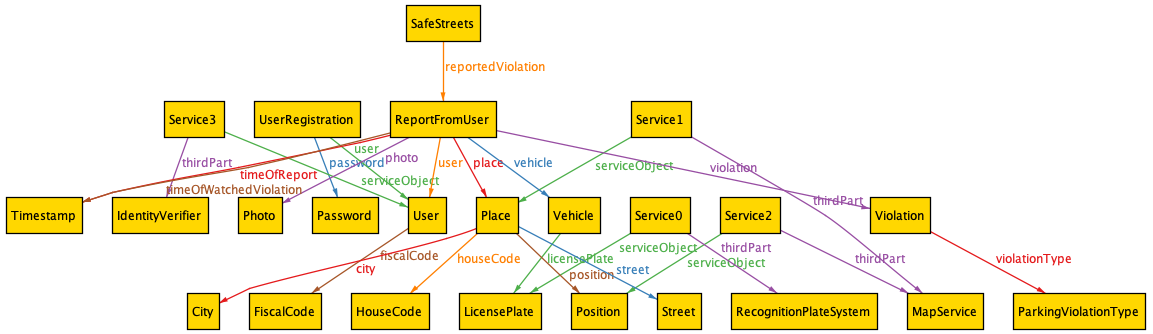 SafeStreets
reportedViolation
Service3
UserRegistration
ReportFromUser
Service1
user
thirdPart
password
photo
user
place
vehicle
serviceObject
violation
timeOfReport
serviceObject
timeOfWatchedViolation
thirdPart
Timestamp
IdentityVerifier
Photo
Password
User
Place
Vehicle
Service0
Service2
Violation
fiscalCode
city
houseCode
licensePlate
position
street
serviceObject
thirdPart
serviceObject
thirdPart
violationType
City
FiscalCode
HouseCode
LicensePlate
Position
Street
RecognitionPlateSystem
MapService
ParkingViolationType